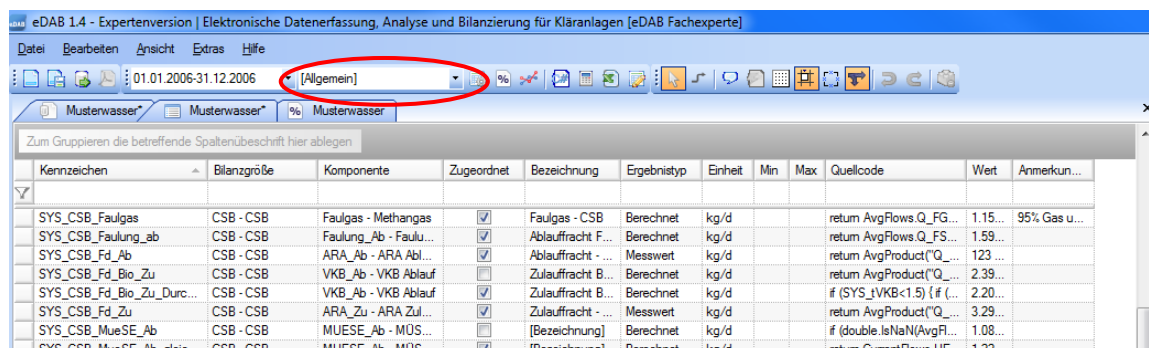 eDAB 1.4 - Expertenversion | Elektronische Datenerfassung, Analyse und Bilanzierung für Kläranlagen [eDAB Fachexperte]
Datei Bearbeiten Ansicht Extras Hilfe
01.01.2006-31.12.2006 [Allgemein] %
Musterwasser* Musterwasser* % Musterwasser
Zum Gruppieren die betreffende Spaltenübeschrift hier ablegen
Kennzeichen Bilanzgröße Komponente Zugeordnet Bezeichnung Ergebnistyp Einheit Min Max Quellcode Wert Anmerkun...
SYS_CSB_Faulgas CSB - CSB Faulgas - Methangas Faulgas - CSB Berechnet kg/d return AvgFlows.Q_FG... 1.15... 95% Gas u...
SYS_CSB_Faulung_ab CSB - CSB Faulung_Ab - Faulu... Ablauffracht F... Berechnet kg/d return AvgFlows.Q_FS... 1.59...
SYS_CSB_Fd_Ab CSB - CSB ARA_Ab - ARA Abl... Ablauffracht - ... Messwert kg/d return AvgProduct("Q_... 123 ...
SYS_CSB_Fd_Bio_Zu CSB - CSB VKB_Ab - VKB Ablauf Zulauffracht B... Berechnet kg/d return AvgProduct("Q_... 2.39...
SYS_CSB_Fd_Bio_Zu_Durc... CSB - CSB VKB_Ab - VKB Ablauf Zulauffracht B... Berechnet kg/d if (SYS_tVKB<1.5) { if (... 2.20...
SYS_CSB_Fd_Zu CSB - CSB ARA_Zu - ARA Zul... Zulauffracht - ... Messwert kg/d return AvgProduct("Q_... 3.29...
SYS_CSB_MueSE_Ab CSB - CSB MUESE_Ab - MÜS... [Bezeichnung] Berechnet kg/d if (double.IsNaN(AvgFl... 1.08...